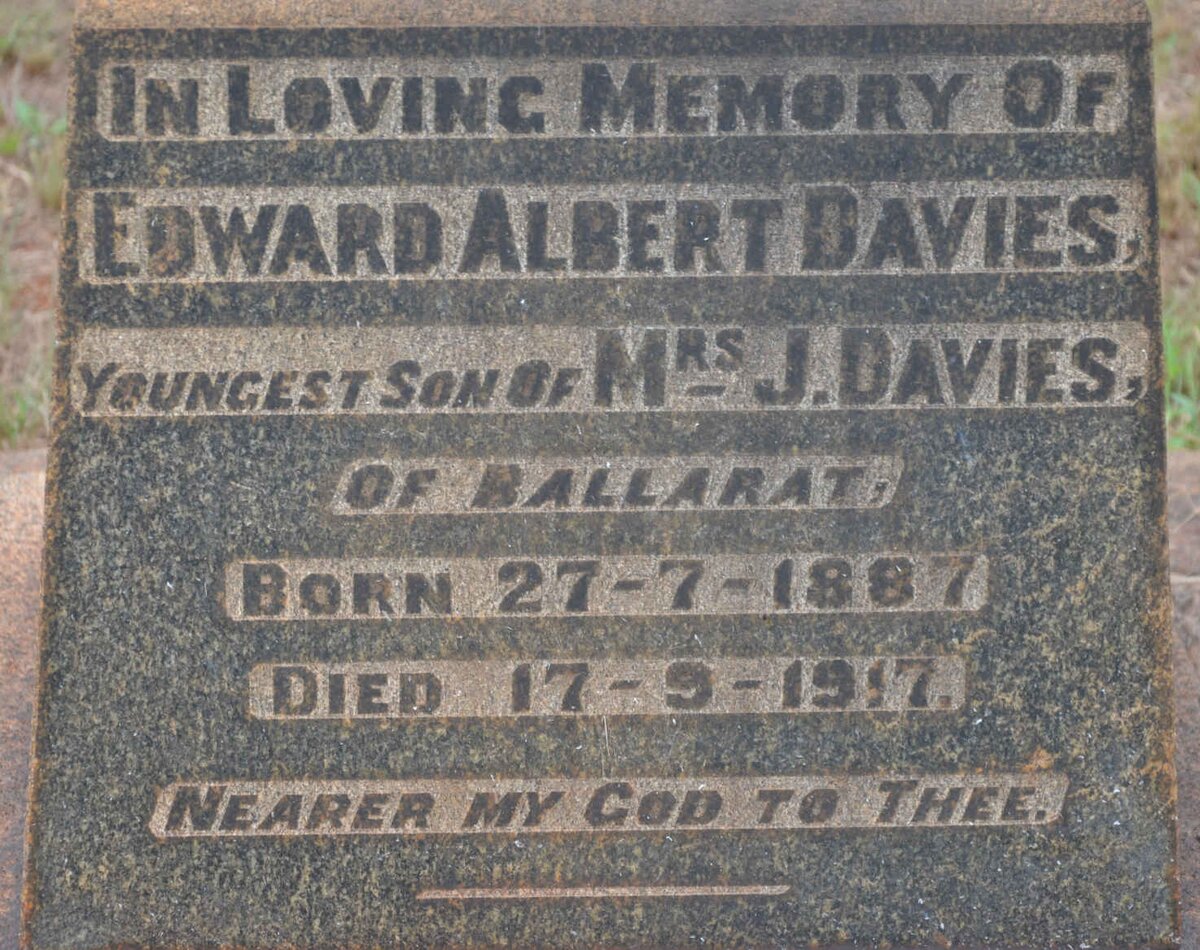 IN LOVING MEMORY OF
EDWARD ALBERT DAVIES,
YOUNGEST SON OF MRS J. DAVIES,
OF BALLARAT,
BORN 27-7-1887
DIED 17-9-1917.
NEARER MY GOD TO THEE.